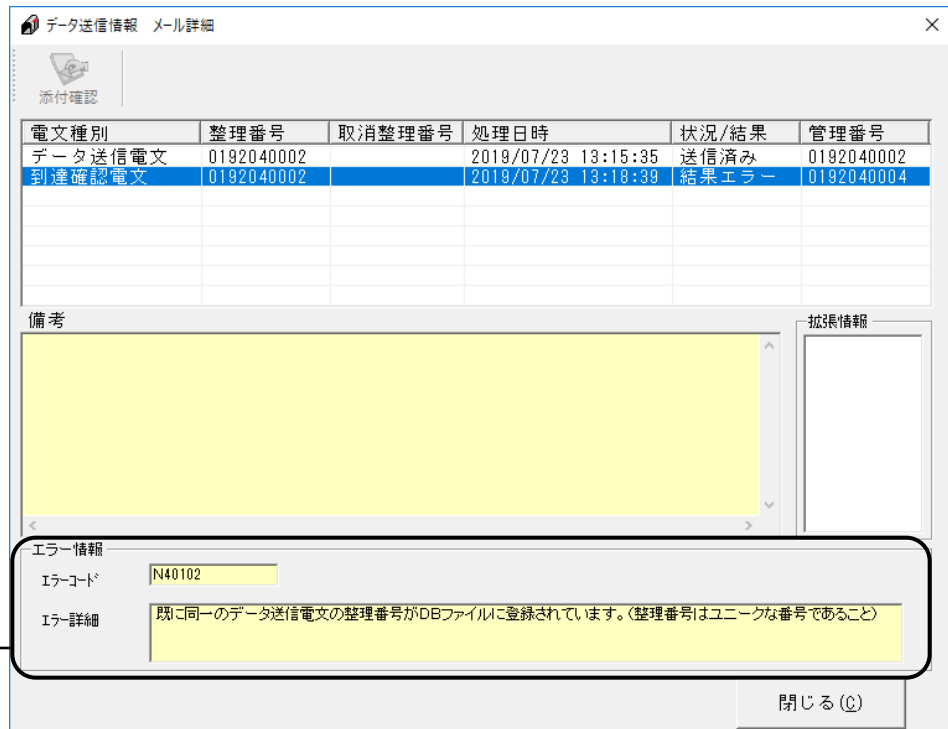 データ送信情報 メール詳細
添付確認
電文種別 整理番号 取消整理番号 処理日時 状況/結果 管理番号
データ送信電文 0192040002 2019/07/23 13:15:35 送信済み 0192040002
到達確認電文 0192040002 2019/07/23 13:18:39 結果エラー 0192040004
備考
拡張情報
エラー情報
エラーコード N40102
エラー詳細 既に同一のデータ送信電文の整理番号がDBファイルに登録されています。(整理番号はユニークな番号であること)
閉じる(C)